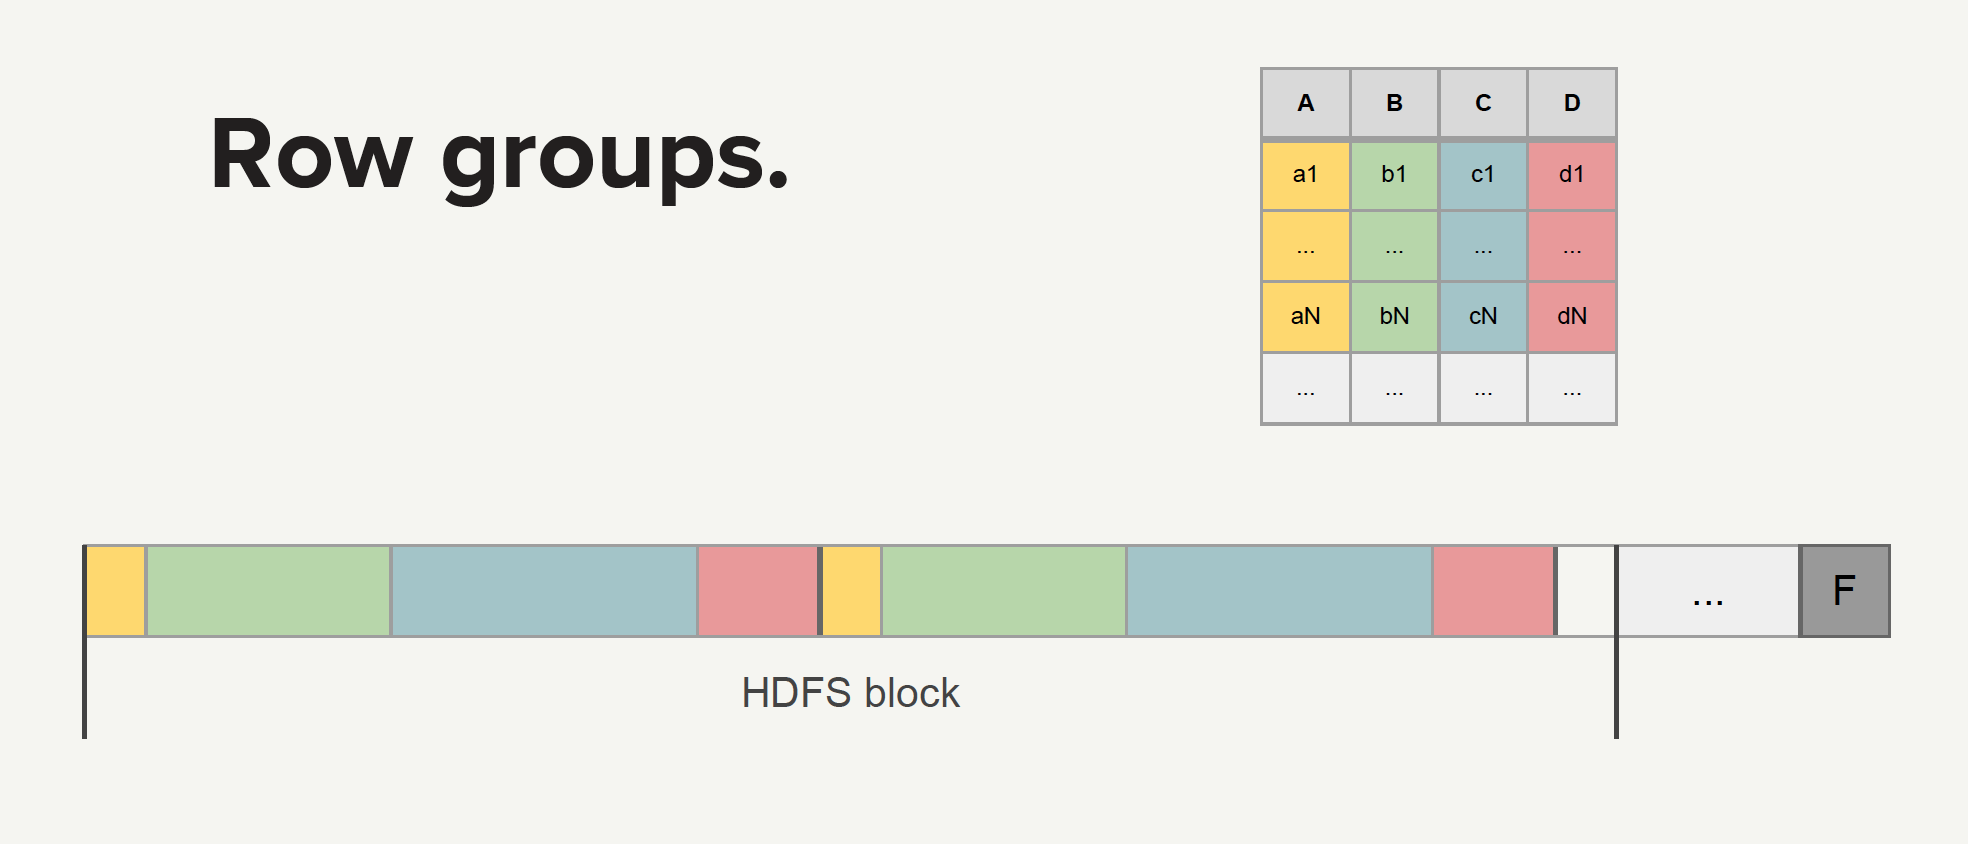 Row groups.
A B C D
a1 b1 c1 d1
... ... ... ...
aN bN cN dN
... ... ... ...
... F
HDFS block